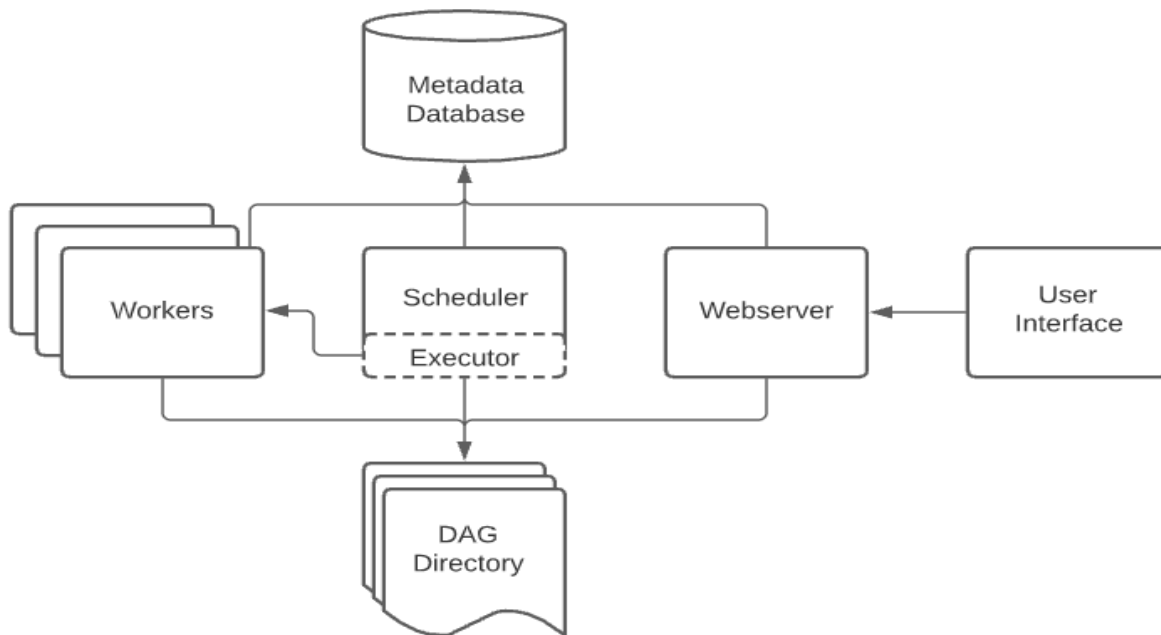 Metadata
Database
Workers
Scheduler
Executor
Webserver
User
Interface
DAG
Directory